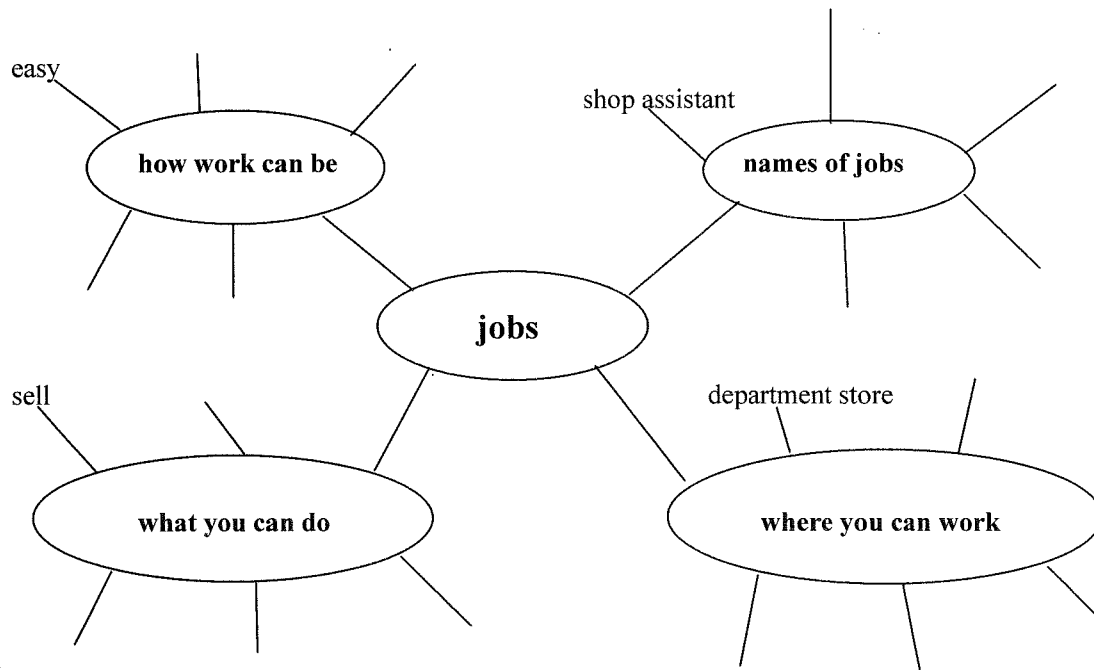 easy
shop assistant
how work can be
names of jobs
jobs
sell
department store
what you can do
where you can work